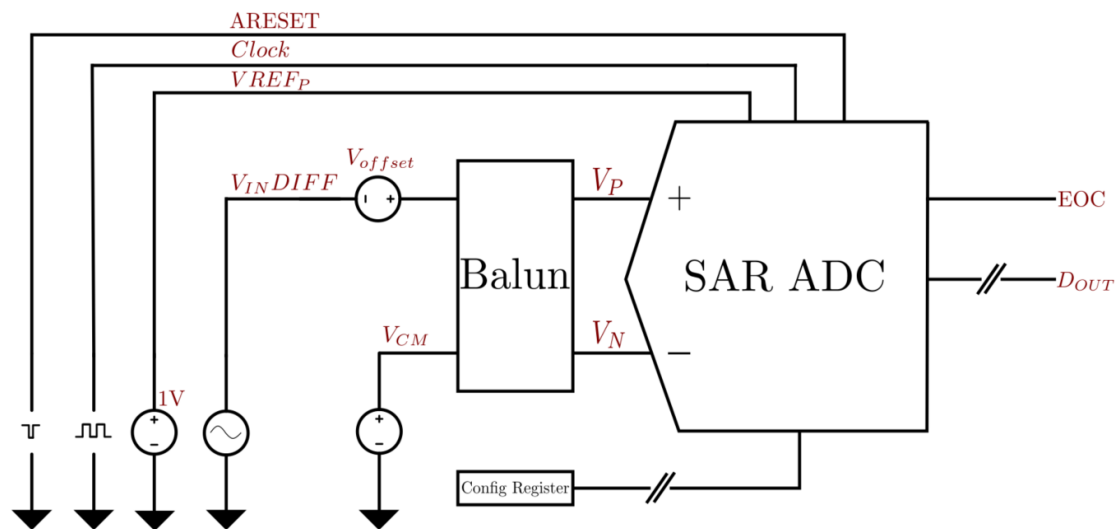 ARESET
Clock
VREF_P
V_offset
V_IN DIFF
V_P
+
EOC
Balun
SAR ADC
D_OUT
V_CM
V_N
−
1V
Config Register